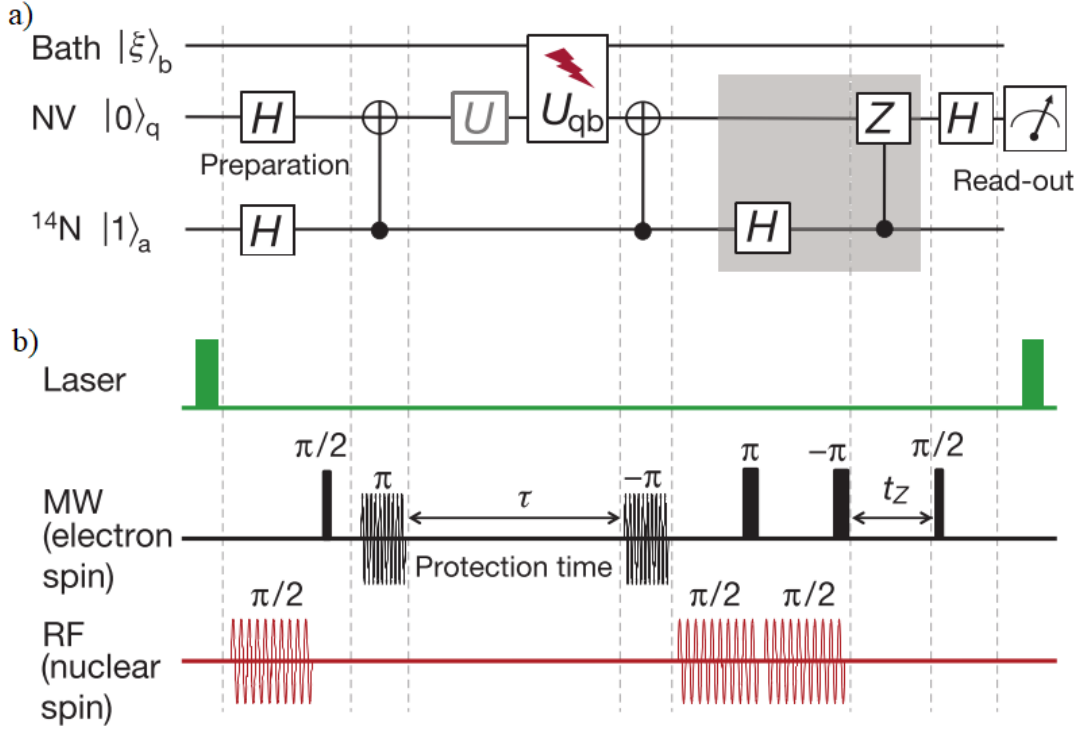 a)
Bath |ξ⟩b
NV |0⟩q H U Uqb Z H
Preparation
Read-out
¹⁴N |1⟩a H H
b)
Laser
π/2 π −π π −π π/2
MW
(electron
spin)
τ
tZ
Protection time
π/2 π/2 π/2
RF
(nuclear
spin)